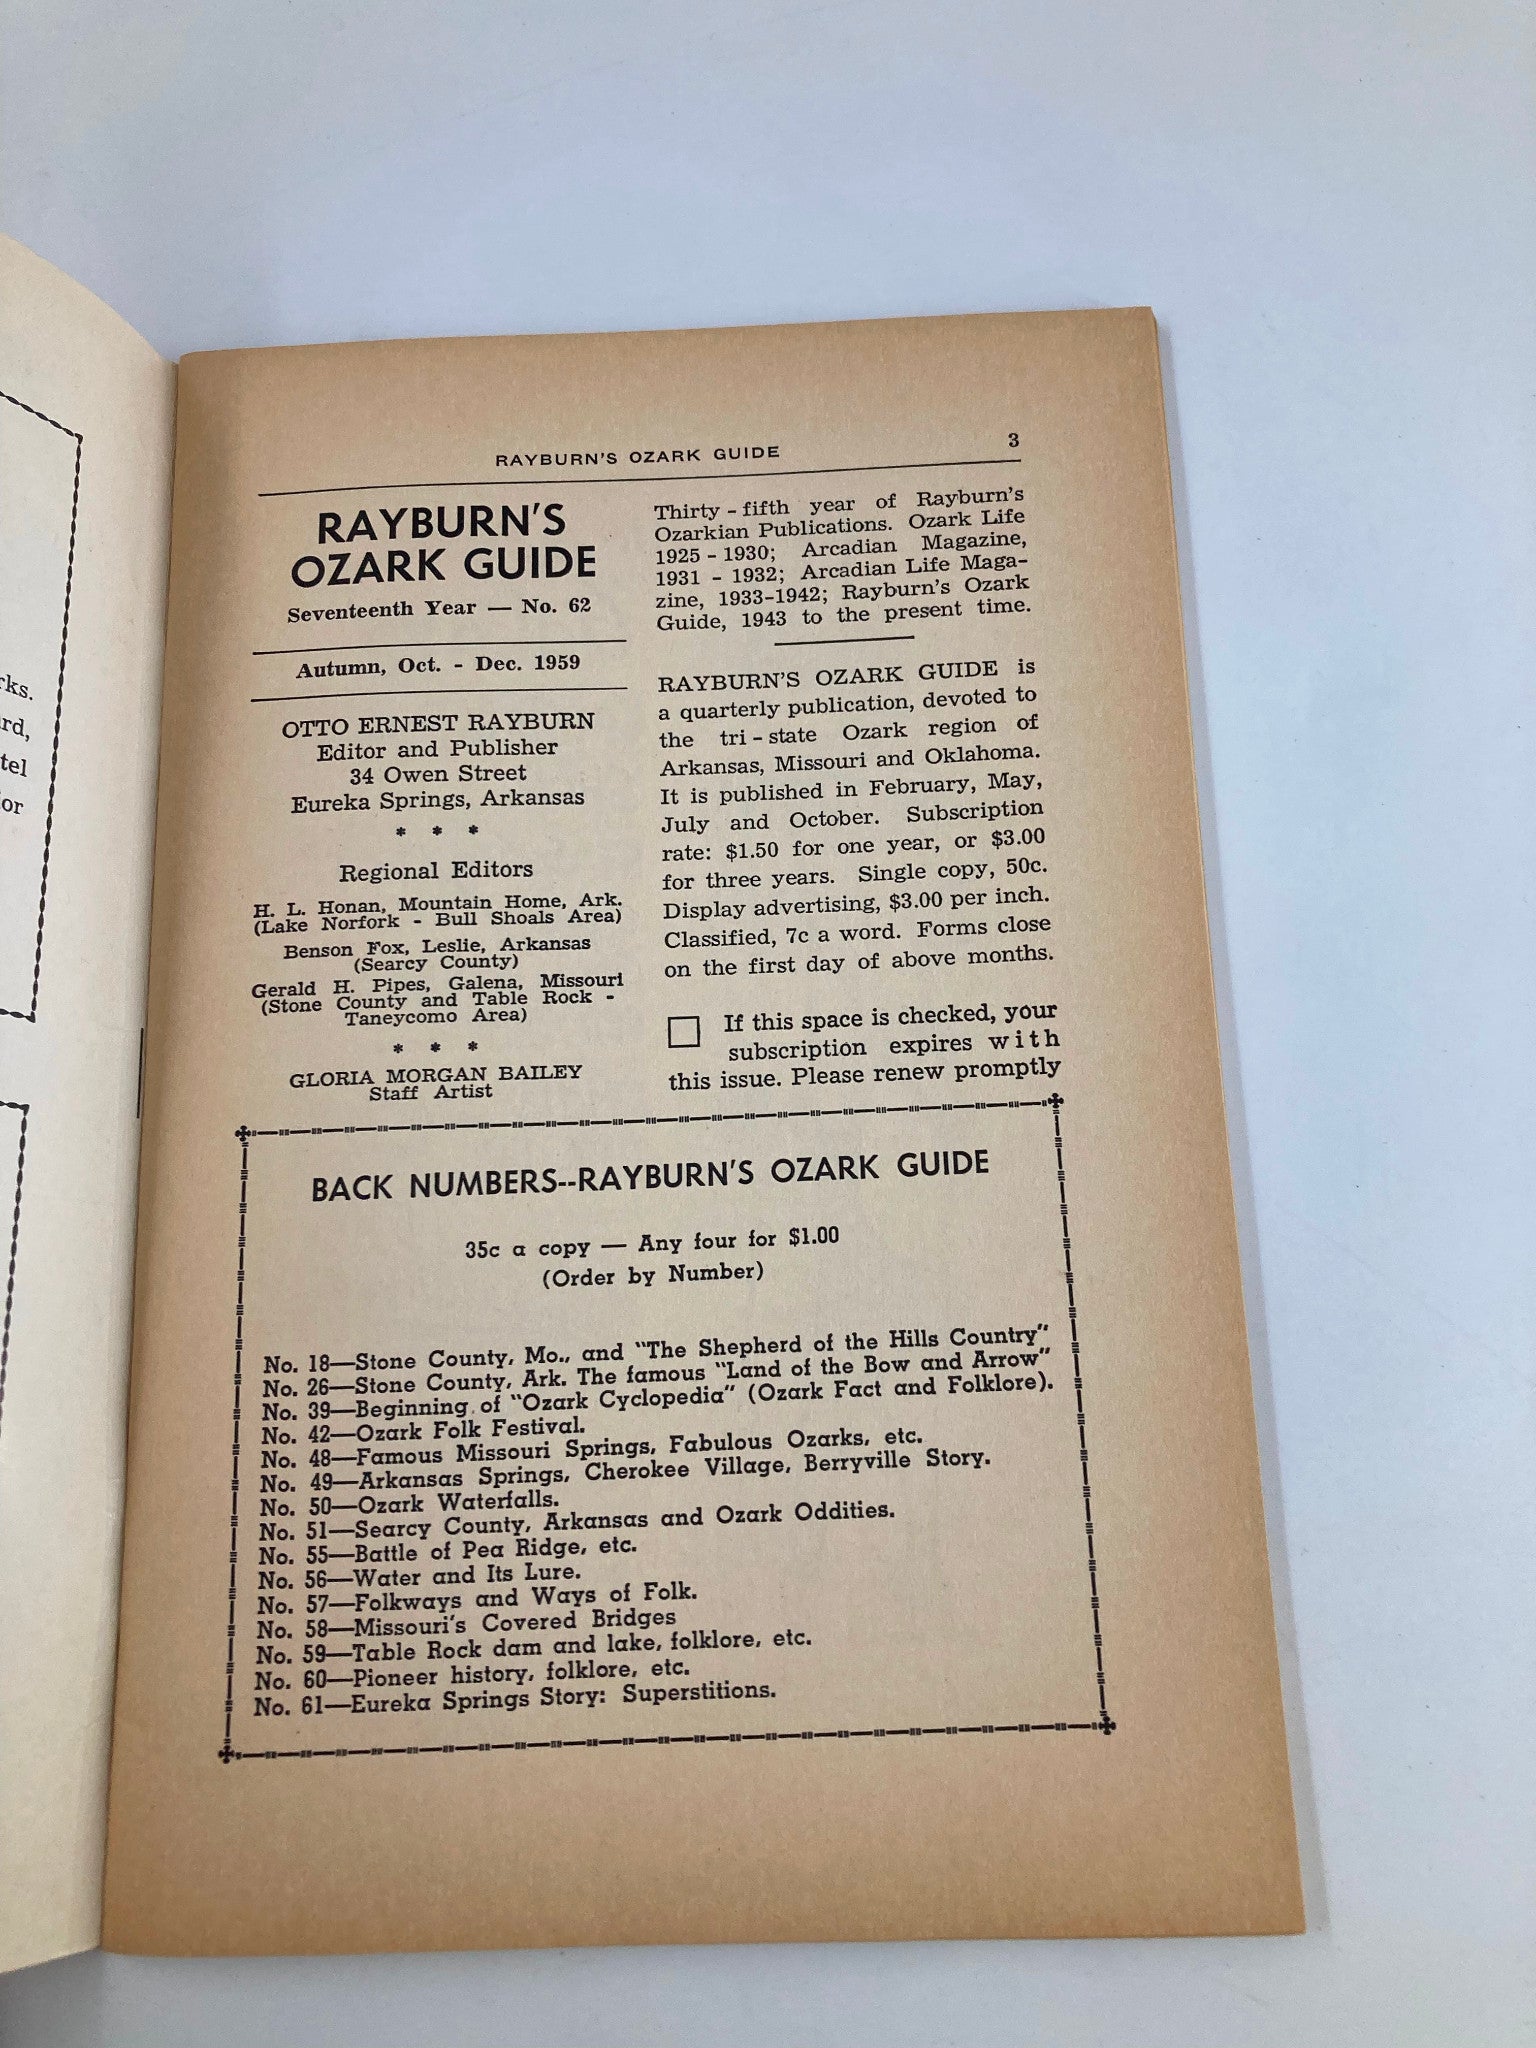 rks.
rd,
tel
or
RAYBURN'S OZARK GUIDE
3
RAYBURN'S
OZARK GUIDE
Seventeenth Year — No. 62
Autumn, Oct. - Dec. 1959
OTTO ERNEST RAYBURN
Editor and Publisher
34 Owen Street
Eureka Springs, Arkansas
* * *
Regional Editors
H. L. Honan, Mountain Home, Ark.
(Lake Norfork - Bull Shoals Area)
Benson Fox, Leslie, Arkansas
(Searcy County)
Gerald H. Pipes, Galena, Missouri
(Stone County and Table Rock -
Taneycomo Area)
* * *
GLORIA MORGAN BAILEY
Staff Artist
Thirty - fifth year of Rayburn's
Ozarkian Publications. Ozark Life
1925 - 1930; Arcadian Magazine,
1931 - 1932; Arcadian Life Maga-
zine, 1933-1942; Rayburn's Ozark
Guide, 1943 to the present time.
RAYBURN'S OZARK GUIDE is
a quarterly publication, devoted to
the tri - state Ozark region of
Arkansas, Missouri and Oklahoma.
It is published in February, May,
July and October. Subscription
rate: $1.50 for one year, or $3.00
for three years. Single copy, 50c.
Display advertising, $3.00 per inch.
Classified, 7c a word. Forms close
on the first day of above months.
If this space is checked, your
subscription expires with
this issue. Please renew promptly
BACK NUMBERS--RAYBURN'S OZARK GUIDE
35c a copy — Any four for $1.00
(Order by Number)
No. 18—Stone County, Mo., and "The Shepherd of the Hills Country"
No. 26—Stone County, Ark. The famous "Land of the Bow and Arrow"
No. 39—Beginning of "Ozark Cyclopedia" (Ozark Fact and Folklore).
No. 42—Ozark Folk Festival.
No. 48—Famous Missouri Springs, Fabulous Ozarks, etc.
No. 49—Arkansas Springs, Cherokee Village, Berryville Story.
No. 50—Ozark Waterfalls.
No. 51—Searcy County, Arkansas and Ozark Oddities.
No. 55—Battle of Pea Ridge, etc.
No. 56—Water and Its Lure.
No. 57—Folkways and Ways of Folk.
No. 58—Missouri's Covered Bridges
No. 59—Table Rock dam and lake, folklore, etc.
No. 60—Pioneer history, folklore, etc.
No. 61—Eureka Springs Story: Superstitions.